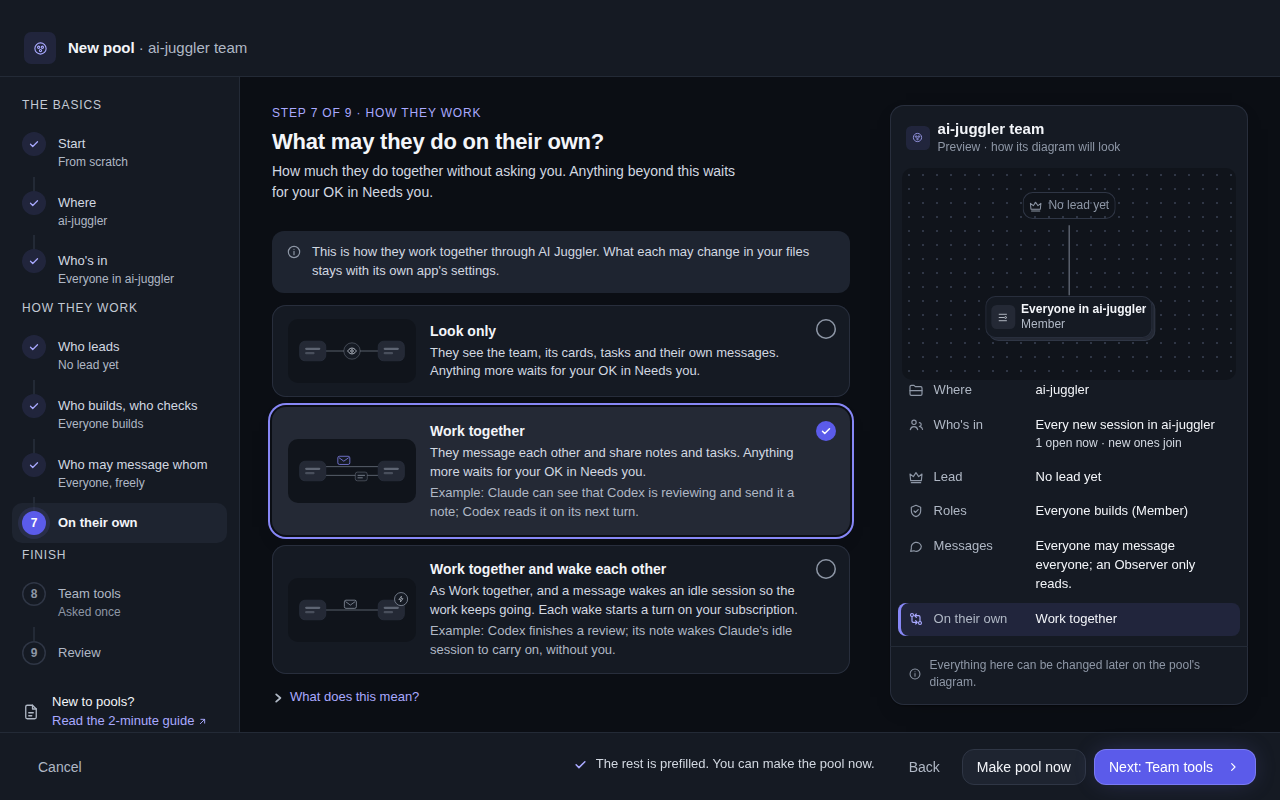 New pool · ai-juggler team
THE BASICS
Start
From scratch
Where
ai-juggler
Who's in
Everyone in ai-juggler
HOW THEY WORK
Who leads
No lead yet
Who builds, who checks
Everyone builds
Who may message whom
Everyone, freely
7 On their own
FINISH
8 Team tools
Asked once
9 Review
New to pools?
Read the 2-minute guide
STEP 7 OF 9 · HOW THEY WORK
What may they do on their own?
How much they do together without asking you. Anything beyond this waits
for your OK in Needs you.
This is how they work together through AI Juggler. What each may change in your files
stays with its own app's settings.
Look only
They see the team, its cards, tasks and their own messages.
Anything more waits for your OK in Needs you.
Work together
They message each other and share notes and tasks. Anything
more waits for your OK in Needs you.
Example: Claude can see that Codex is reviewing and send it a
note; Codex reads it on its next turn.
Work together and wake each other
As Work together, and a message wakes an idle session so the
work keeps going. Each wake starts a turn on your subscription.
Example: Codex finishes a review; its note wakes Claude's idle
session to carry on, without you.
What does this mean?
ai-juggler team
Preview · how its diagram will look
No lead yet
Everyone in ai-juggler
Member
Where ai-juggler
Who's in Every new session in ai-juggler
1 open now · new ones join
Lead No lead yet
Roles Everyone builds (Member)
Messages Everyone may message
everyone; an Observer only
reads.
On their own Work together
Everything here can be changed later on the pool's
diagram.
Cancel
The rest is prefilled. You can make the pool now.
Back
Make pool now
Next: Team tools